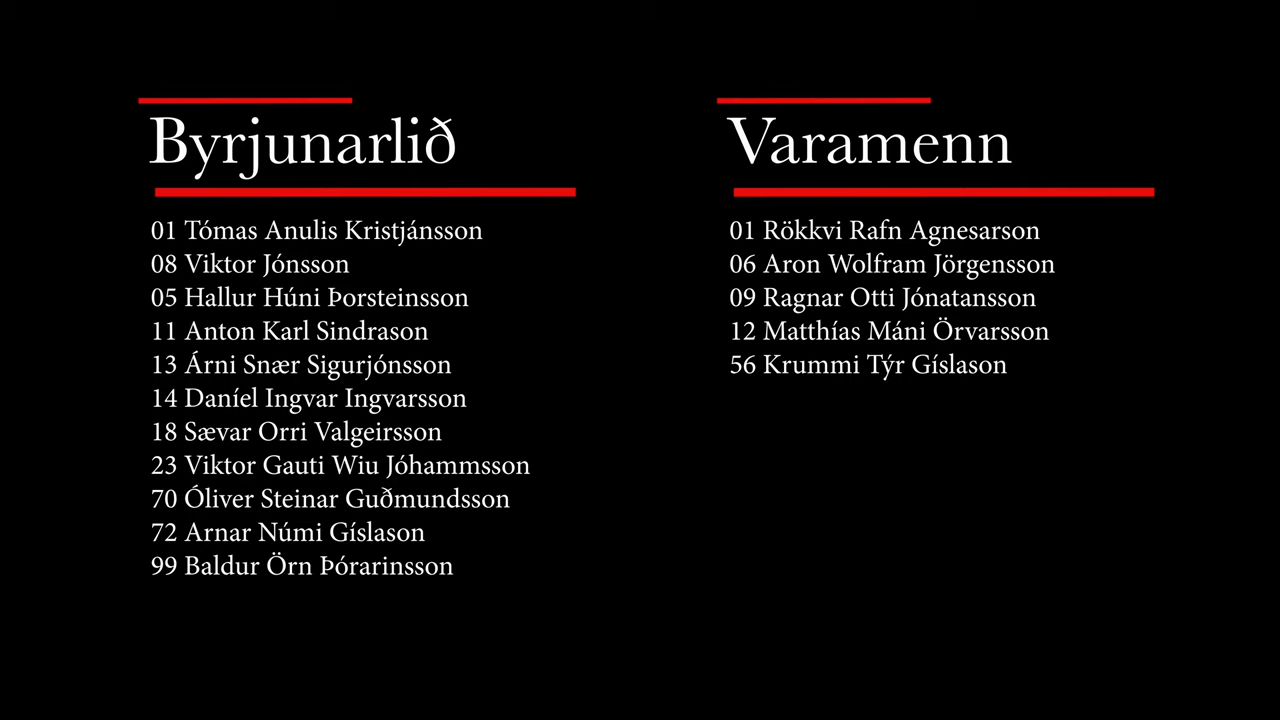 Byrjunarlið
01 Tómas Anulis Kristjánsson
08 Viktor Jónsson
05 Hallur Húni Þorsteinsson
11 Anton Karl Sindrason
13 Árni Snær Sigurjónsson
14 Daníel Ingvar Ingvarsson
18 Sævar Orri Valgeirsson
23 Viktor Gauti Wiu Jóhammsson
70 Óliver Steinar Guðmundsson
72 Arnar Númi Gíslason
99 Baldur Örn Þórarinsson
Varamenn
01 Rökkvi Rafn Agnesarson
06 Aron Wolfram Jörgensson
09 Ragnar Otti Jónatansson
12 Matthías Máni Örvarsson
56 Krummi Týr Gíslason